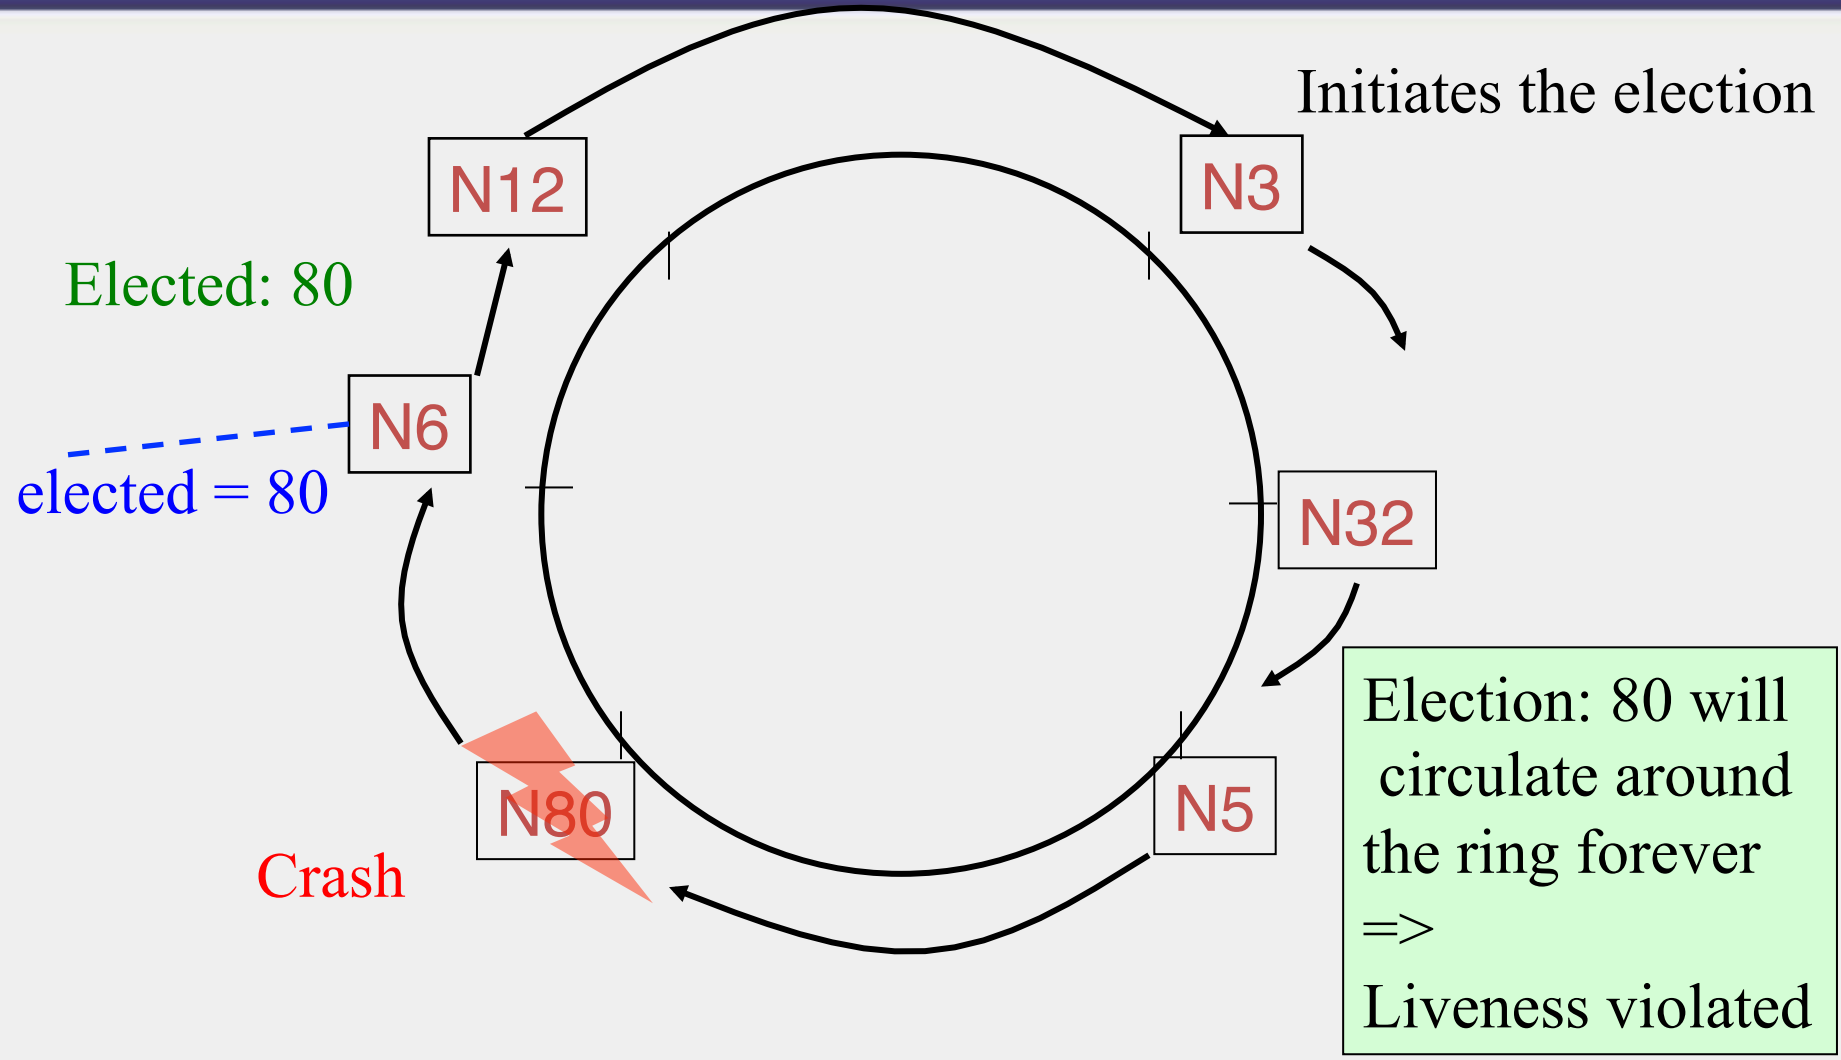 Initiates the election
N12
N3
Elected: 80
N6
elected = 80
N32
N80
N5
Crash
Election: 80 will
circulate around
the ring forever
=>
Liveness violated